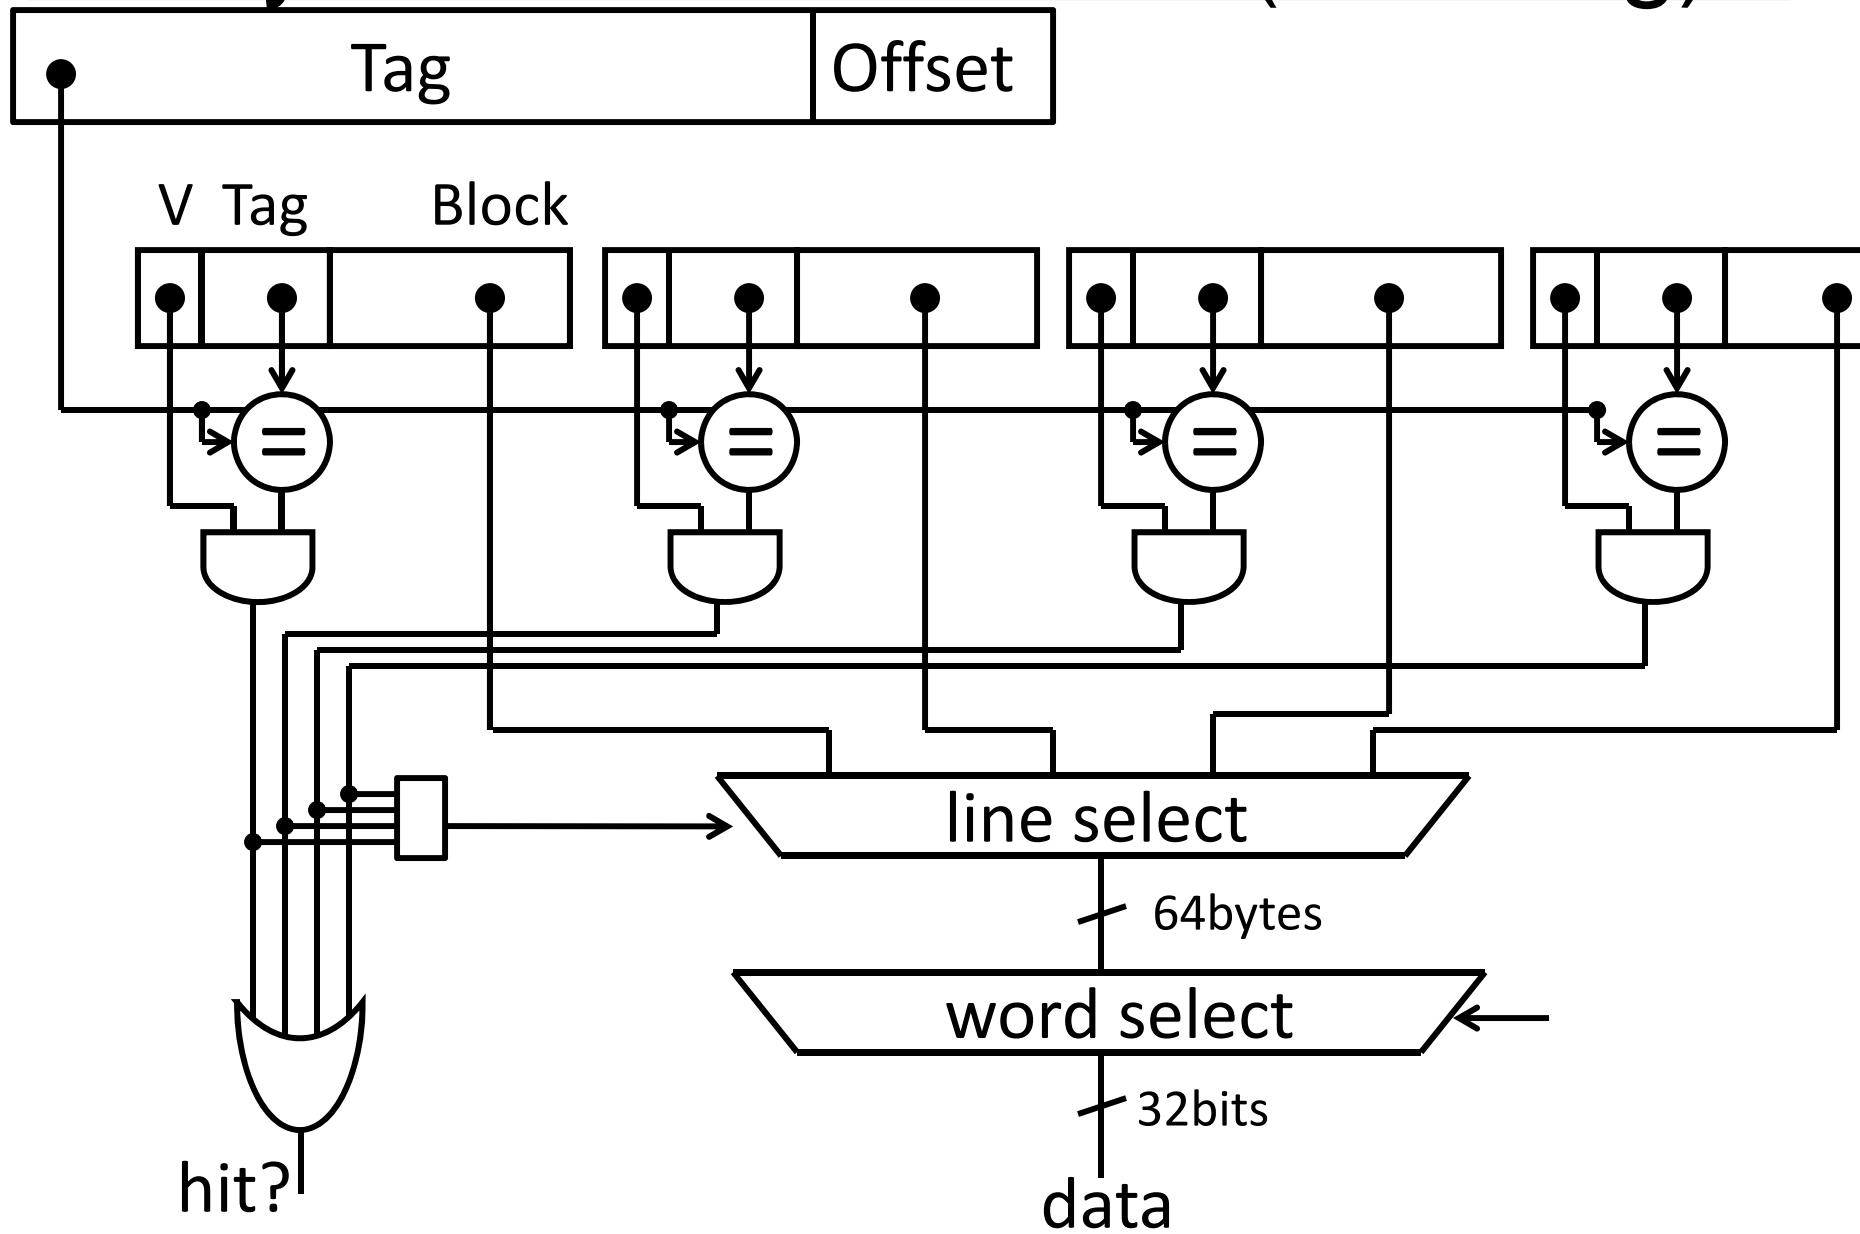 Tag Offset
V Tag Block
= = = =
line select
64bytes
word select
32bits
hit?
data